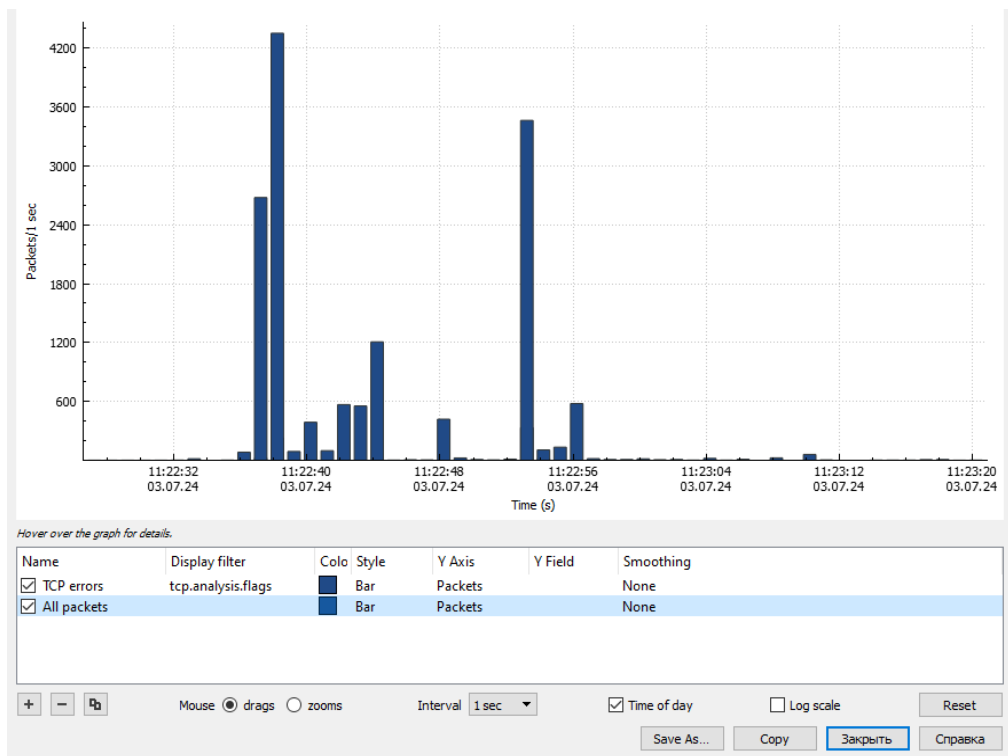 4200
3600
3000
2400
1800
1200
600
Packets/1 sec
11:22:32 11:22:40 11:22:48 11:22:56 11:23:04 11:23:12 11:23:20
03.07.24 03.07.24 03.07.24 03.07.24 03.07.24 03.07.24 03.07.24
Time (s)
Hover over the graph for details.
Name Display filter Colo Style Y Axis Y Field Smoothing
TCP errors tcp.analysis.flags Bar Packets None
All packets Bar Packets None
+ − Mouse drags zooms Interval 1 sec Time of day Log scale Reset
Save As... Copy Закрыть Справка